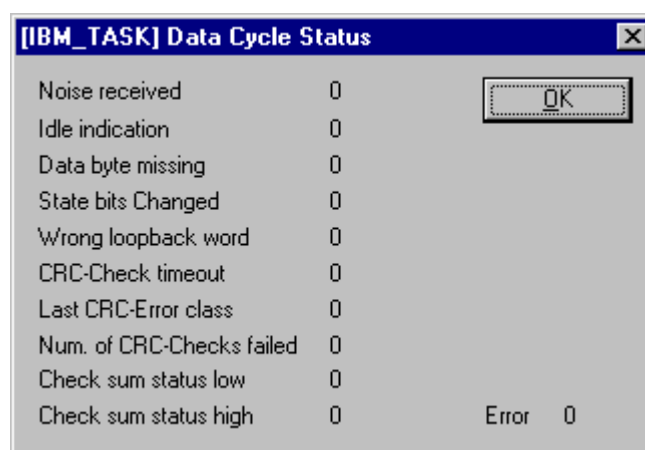 [IBM_TASK] Data Cycle Status
Noise received 0
OK
Idle indication 0
Data byte missing 0
State bits Changed 0
Wrong loopback word 0
CRC-Check timeout 0
Last CRC-Error class 0
Num. of CRC-Checks failed 0
Check sum status low 0
Check sum status high 0 Error 0